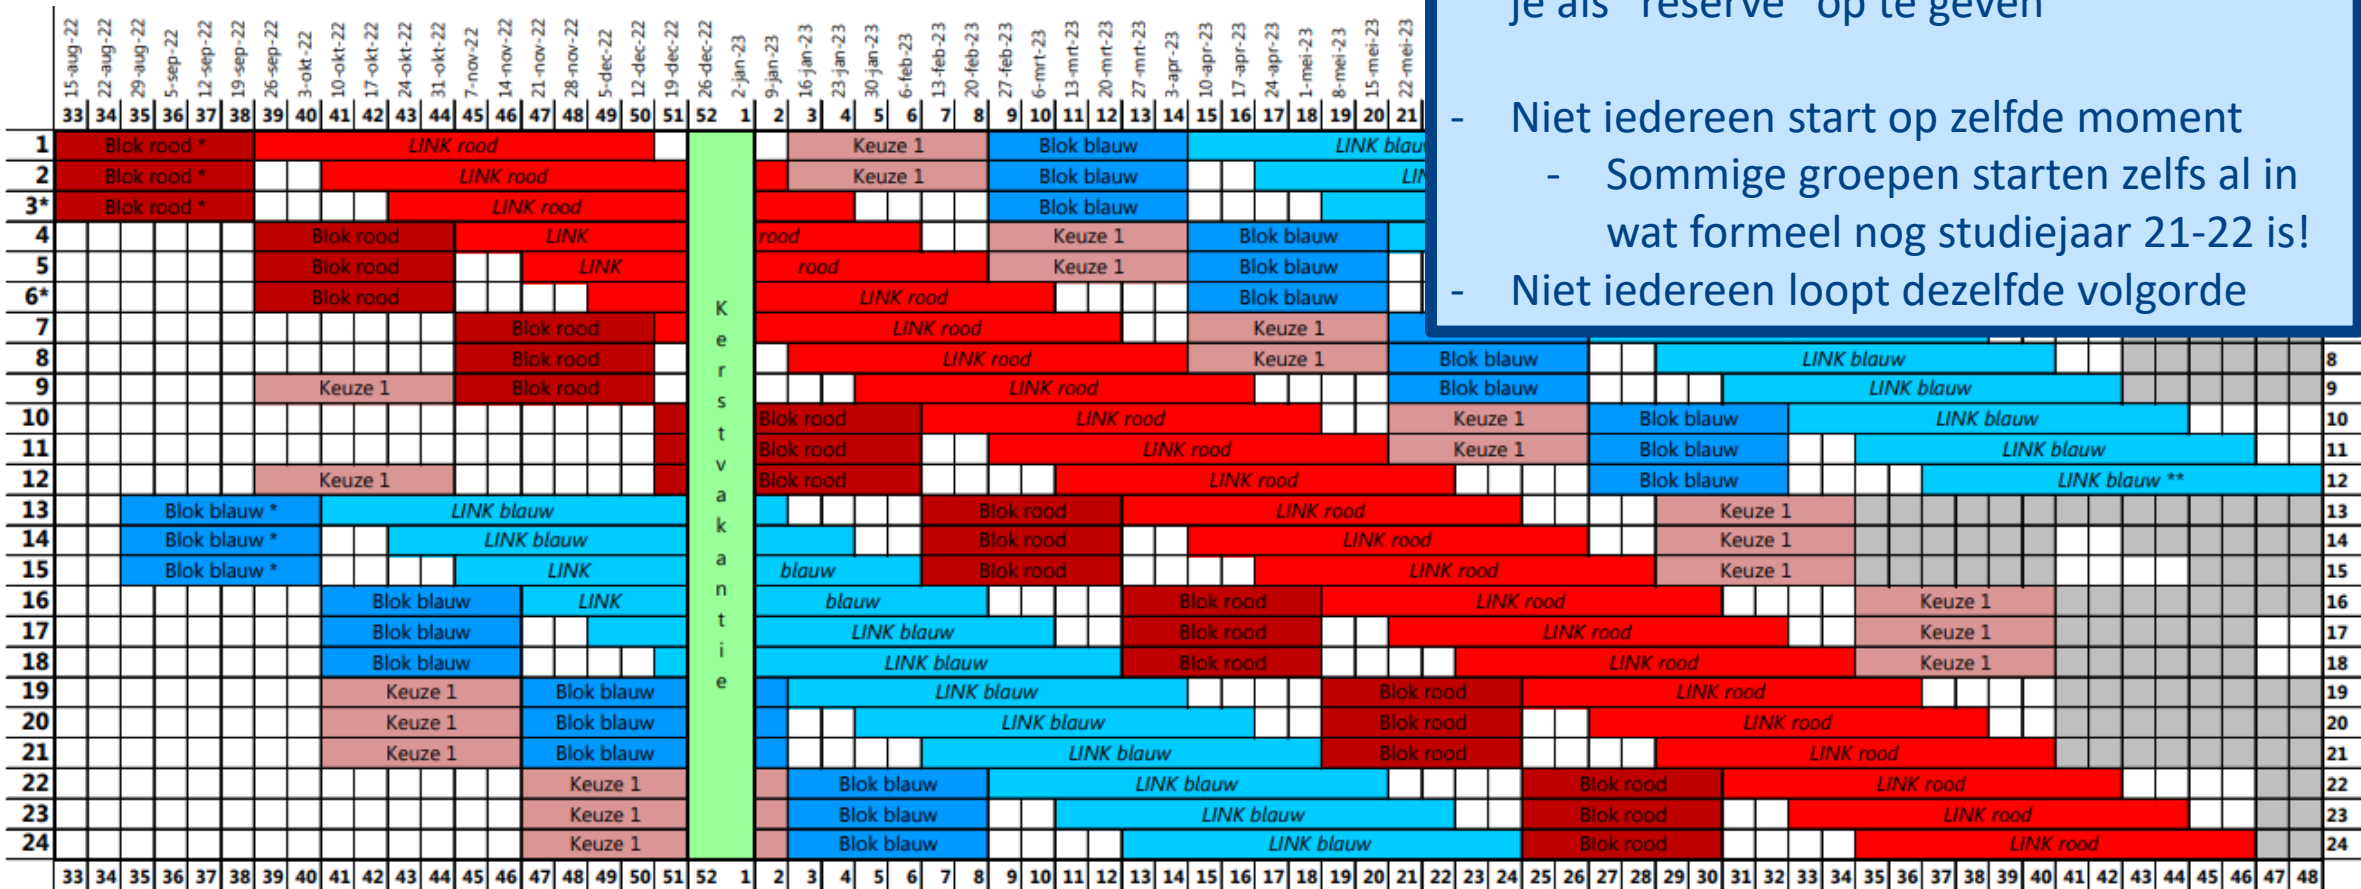 je als "reserve" op te geven
- Niet iedereen start op zelfde moment
- Sommige groepen starten zelfs al in
wat formeel nog studiejaar 21-22 is!
- Niet iedereen loopt dezelfde volgorde
15-aug-22 22-aug-22 29-aug-22 5-sep-22 12-sep-22 19-sep-22 26-sep-22 3-okt-22 10-okt-22 17-okt-22 24-okt-22 31-okt-22 7-nov-22 14-nov-22 21-nov-22 28-nov-22 5-dec-22 12-dec-22 19-dec-22 26-dec-22 2-jan-23 9-jan-23 16-jan-23 23-jan-23 30-jan-23 6-feb-23 13-feb-23 20-feb-23 27-feb-23 6-mrt-23 13-mrt-23 20-mrt-23 27-mrt-23 3-apr-23 10-apr-23 17-apr-23 24-apr-23 1-mei-23 8-mei-23 15-mei-23 22-mei-23
33 34 35 36 37 38 39 40 41 42 43 44 45 46 47 48 49 50 51 52 1 2 3 4 5 6 7 8 9 10 11 12 13 14 15 16 17 18 19 20 21
1 Blok rood * LINK rood Keuze 1 Blok blauw LINK blauw
2 Blok rood * LINK rood Keuze 1 Blok blauw
3* Blok rood * LINK rood Blok blauw
4 Blok rood LINK rood Keuze 1 Blok blauw
5 Blok rood LINK rood Keuze 1 Blok blauw
6* Blok rood LINK rood Blok blauw
7 Blok rood LINK rood Keuze 1
8 Blok rood LINK rood Keuze 1 Blok blauw LINK blauw 8
9 Keuze 1 Blok rood LINK rood Blok blauw LINK blauw 9
10 Blok rood LINK rood Keuze 1 Blok blauw LINK blauw 10
11 Blok rood LINK rood Keuze 1 Blok blauw LINK blauw 11
12 Keuze 1 Blok rood LINK rood Blok blauw LINK blauw ** 12
13 Blok blauw * LINK blauw Blok rood LINK rood Keuze 1 13
14 Blok blauw * LINK blauw Blok rood LINK rood Keuze 1 14
15 Blok blauw * LINK blauw Blok rood LINK rood Keuze 1 15
16 Blok blauw LINK blauw Blok rood LINK rood Keuze 1 16
17 Blok blauw LINK blauw Blok rood LINK rood Keuze 1 17
18 Blok blauw LINK blauw Blok rood LINK rood Keuze 1 18
19 Keuze 1 Blok blauw LINK blauw Blok rood LINK rood 19
20 Keuze 1 Blok blauw LINK blauw Blok rood LINK rood 20
21 Keuze 1 Blok blauw LINK blauw Blok rood LINK rood 21
22 Keuze 1 Blok blauw LINK blauw Blok rood LINK rood 22
23 Keuze 1 Blok blauw LINK blauw Blok rood LINK rood 23
24 Keuze 1 Blok blauw LINK blauw Blok rood LINK rood 24
Kerstvakantie
33 34 35 36 37 38 39 40 41 42 43 44 45 46 47 48 49 50 51 52 1 2 3 4 5 6 7 8 9 10 11 12 13 14 15 16 17 18 19 20 21 22 23 24 25 26 27 28 29 30 31 32 33 34 35 36 37 38 39 40 41 42 43 44 45 46 47 48